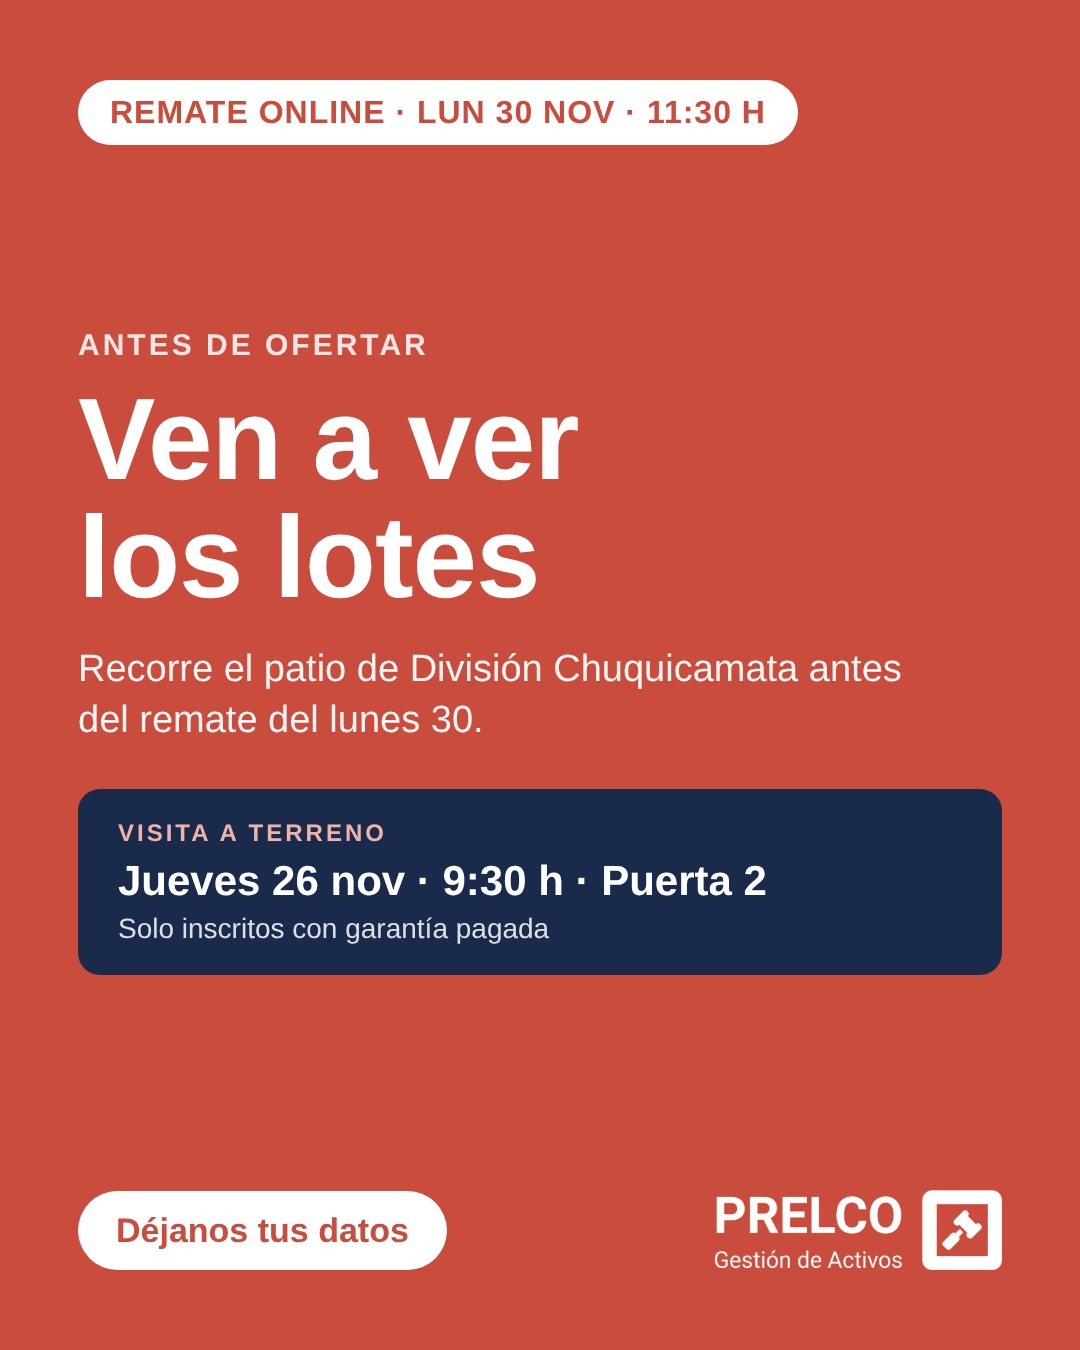 REMATE ONLINE · LUN 30 NOV · 11:30 H
ANTES DE OFERTAR
Ven a ver
los lotes
Recorre el patio de División Chuquicamata antes
del remate del lunes 30.
VISITA A TERRENO
Jueves 26 nov · 9:30 h · Puerta 2
Solo inscritos con garantía pagada
Déjanos tus datos
PRELCO
Gestión de Activos